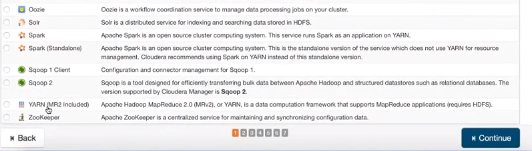 Oozie Oozie is a workflow coordination service to manage data processing jobs on your cluster.
Solr Solr is a distributed service for indexing and searching data stored in HDFS.
Spark Apache Spark is an open source cluster computing system. This service runs Spark as an application on YARN.
Spark (Standalone) Apache Spark is an open source cluster computing system. This is the standalone version of the service which does not use YARN for resource
management. Cloudera recommends using Spark on YARN instead of this standalone version.
Sqoop 1 Client Configuration and connector management for Sqoop 1.
Sqoop 2 Sqoop is a tool designed for efficiently transferring bulk data between Apache Hadoop and structured datastores such as relational databases. The
version supported by Cloudera Manager is Sqoop 2.
YARN (MR2 Included) Apache Hadoop MapReduce 2.0 (MRv2), or YARN, is a data computation framework that supports MapReduce applications (requires HDFS).
ZooKeeper Apache ZooKeeper is a centralized service for maintaining and synchronizing configuration data.
Back 1 2 3 4 5 6 7 Continue